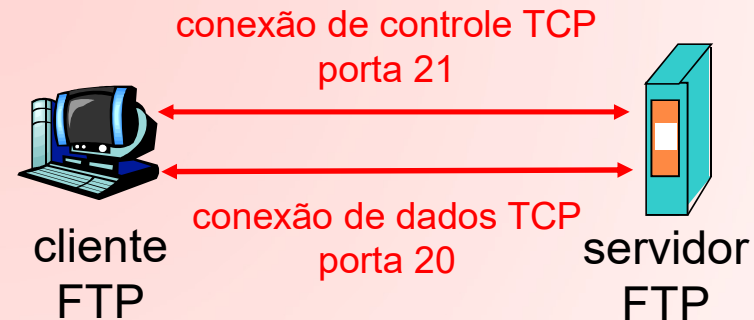 conexão de controle TCP
porta 21
conexão de dados TCP
porta 20
cliente
FTP
servidor
FTP